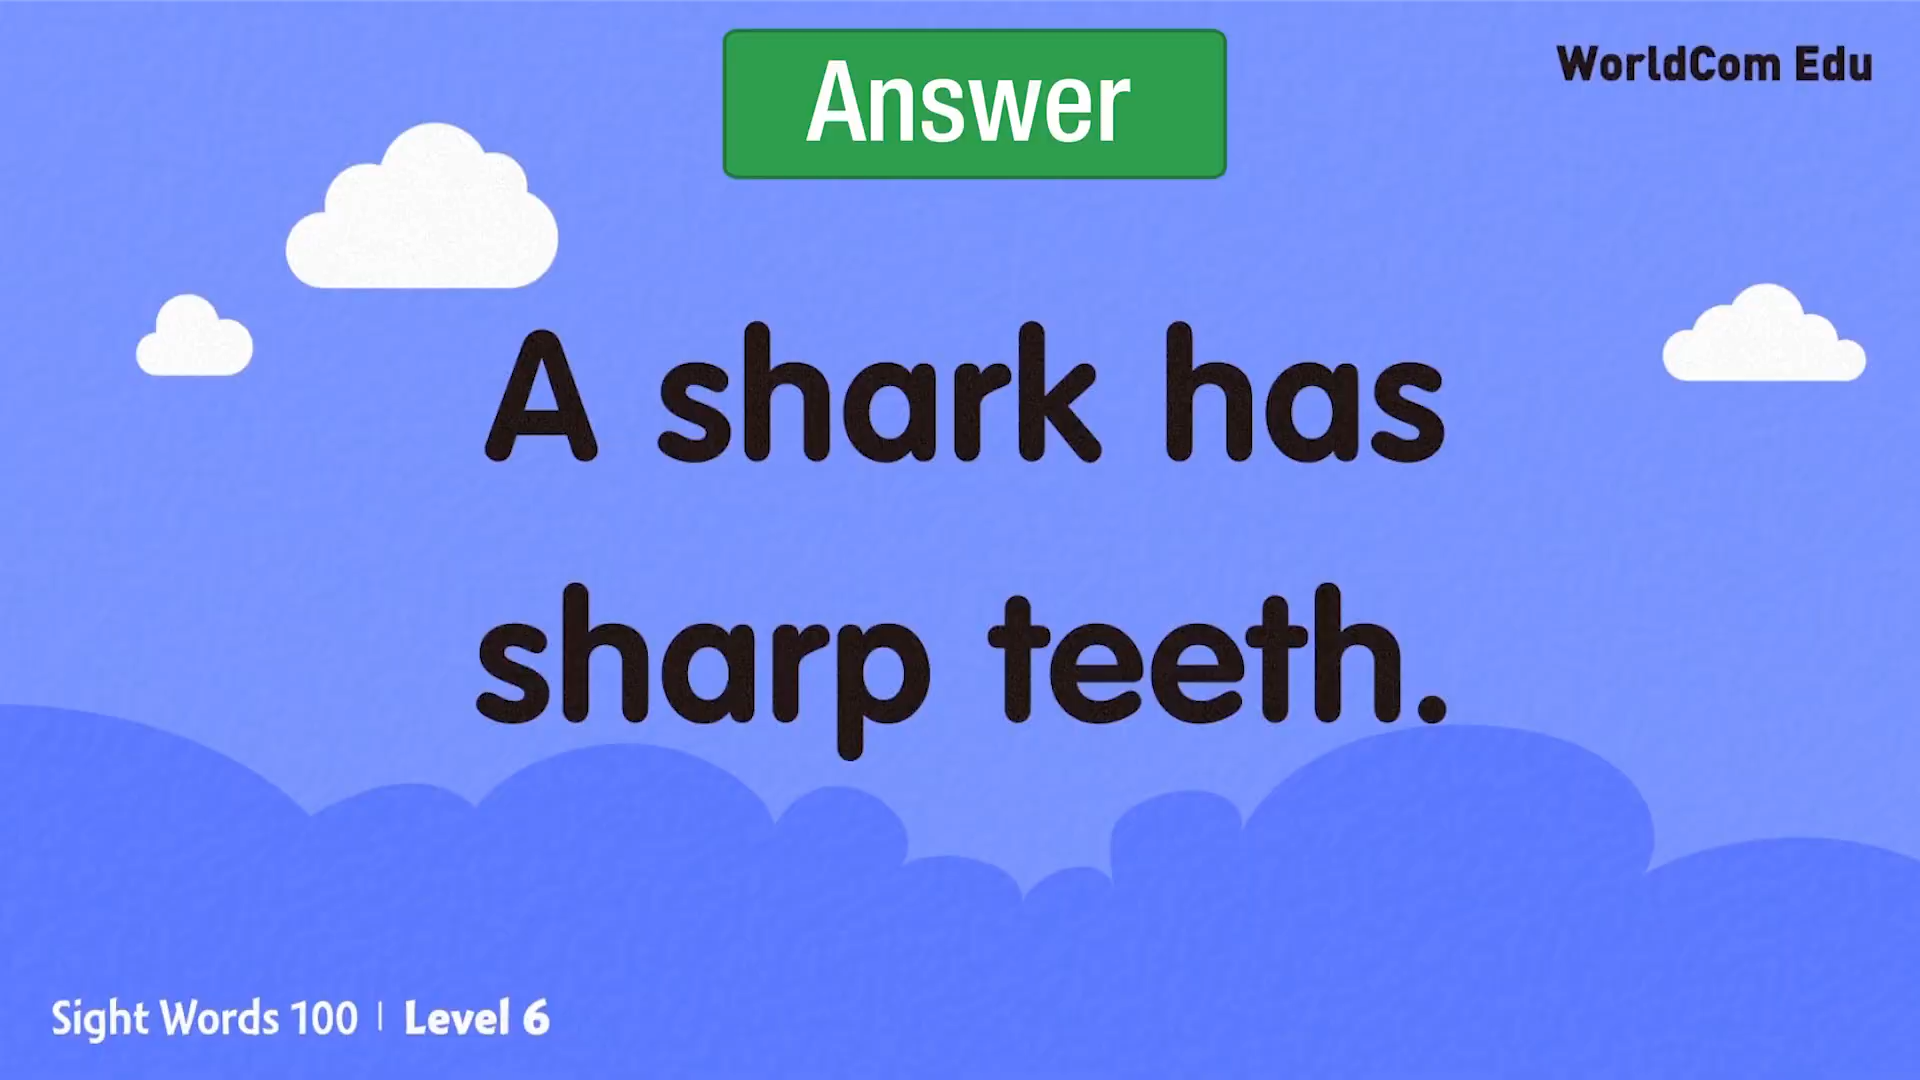 Answer
WorldCom Edu
A shark has
sharp teeth.
Sight Words 100 | Level 6